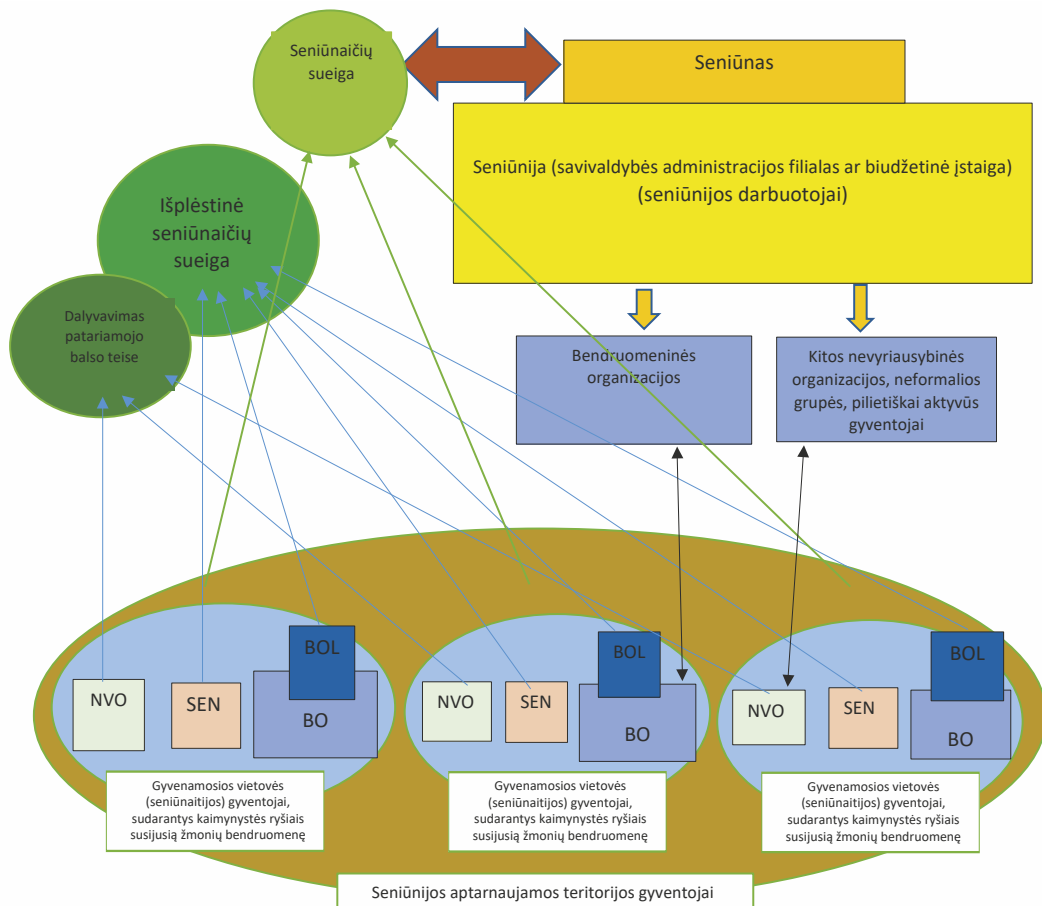 Seniūnaičių
sueiga
Seniūnas
Seniūnija (savivaldybės administracijos filialas ar biudžetinė įstaiga)
(seniūnijos darbuotojai)
Išplėstinė
seniūnaičių
sueiga
Dalyvavimas
patariamojo
balso teise
Bendruomeninės
organizacijos
Kitos nevyriausybinės
organizacijos, neformalios
grupės, pilietiškai aktyvūs
gyventojai
NVO
SEN
BOL
BO
NVO
SEN
BOL
BO
NVO
SEN
BOL
BO
Gyvenamosios vietovės
(seniūnaitijos) gyventojai,
sudarantys kaimynystės ryšiais
susijusią žmonių bendruomenę
Gyvenamosios vietovės
(seniūnaitijos) gyventojai,
sudarantys kaimynystės ryšiais
susijusią žmonių bendruomenę
Gyvenamosios vietovės
(seniūnaitijos) gyventojai,
sudarantys kaimynystės ryšiais
susijusią žmonių bendruomenę
Seniūnijos aptarnaujamos teritorijos gyventojai